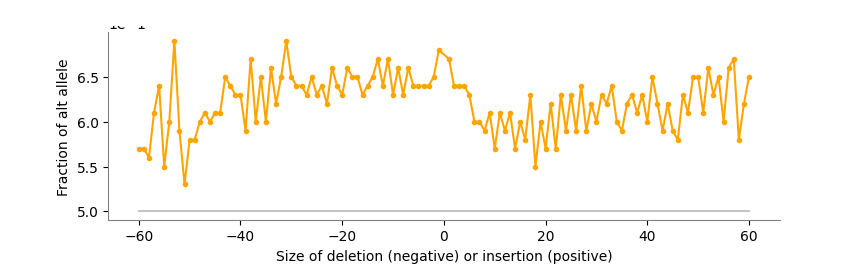 6.5
6.0
5.5
5.0
Fraction of alt allele
−60 −40 −20 0 20 40 60
Size of deletion (negative) or insertion (positive)